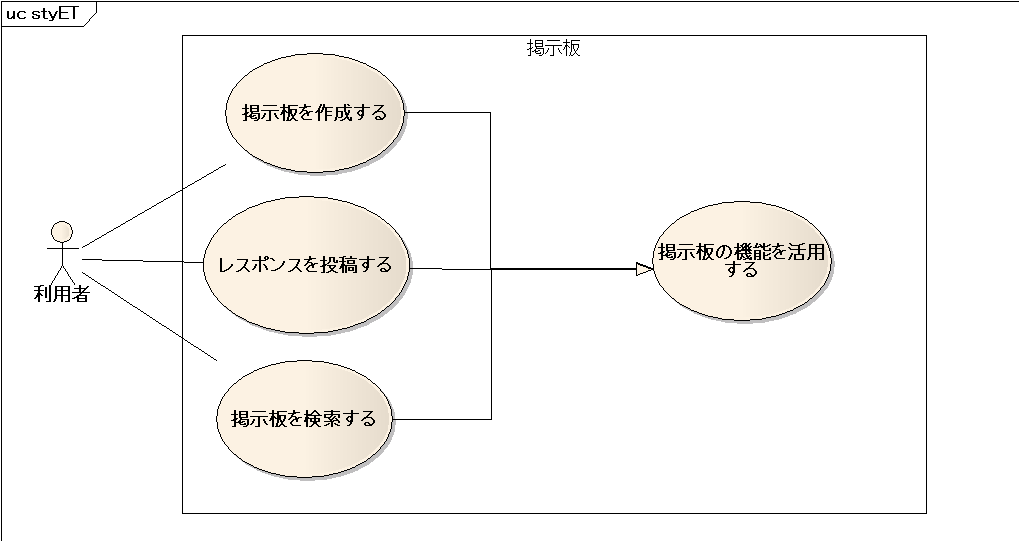 uc styET
掲示板
掲示板を作成する
レスポンスを投稿する
掲示板の機能を活用
する
利用者
掲示板を検索する